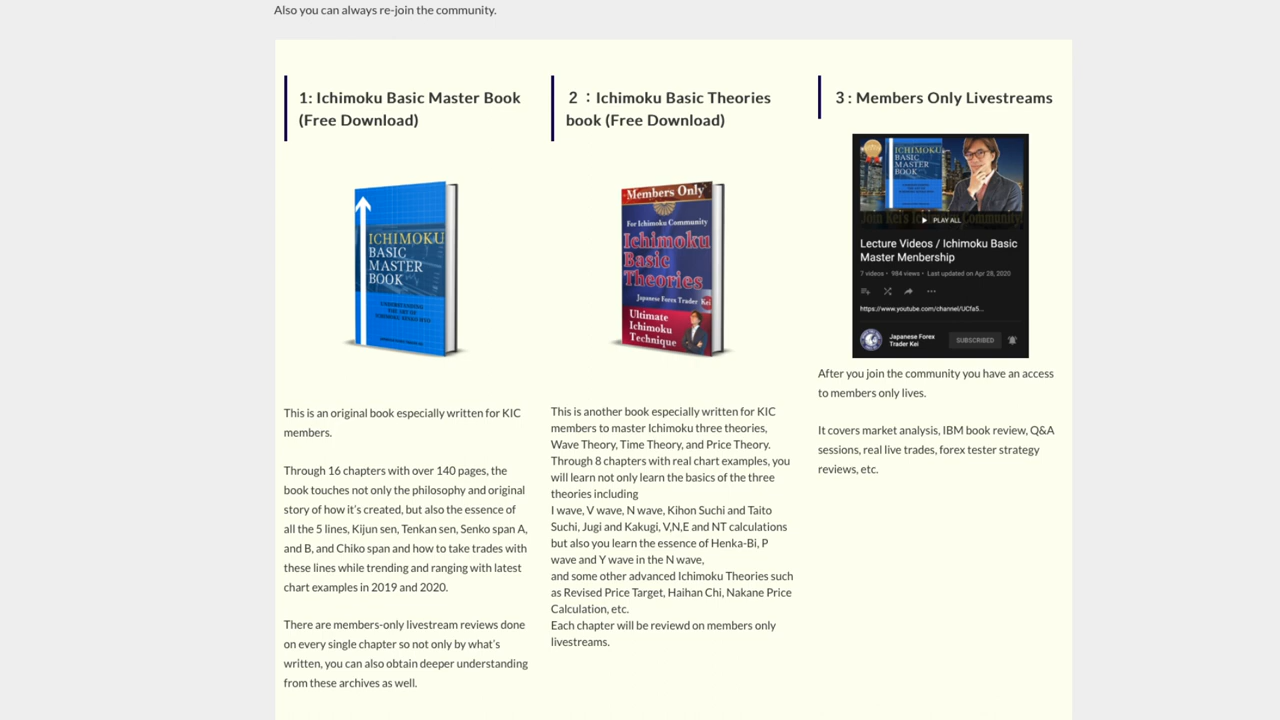 Also you can always re-join the community.
1: Ichimoku Basic Master Book
(Free Download)
ICHIMOKU
BASIC
MASTER
BOOK
This is an original book especially written for KIC
members.
Through 16 chapters with over 140 pages, the
book touches not only the philosophy and original
story of how it's created, but also the essence of
all the 5 lines, Kijun sen, Tenkan sen, Senko span A,
and B, and Chiko span and how to take trades with
these lines while trending and ranging with latest
chart examples in 2019 and 2020.
There are members-only livestream reviews done
on every single chapter so not only by what's
written, you can also obtain deeper understanding
from these archives as well.
２：Ichimoku Basic Theories
book (Free Download)
Members Only
For Ichimoku Community
Ichimoku
Basic
Theories
Japanese Forex Trader Kei
Ultimate
Ichimoku
Technique
This is another book especially written for KIC
members to master Ichimoku three theories,
Wave Theory, Time Theory, and Price Theory.
Through 8 chapters with real chart examples, you
will learn not only learn the basics of the three
theories including
I wave, V wave, N wave, Kihon Suchi and Taito
Suchi, Jugi and Kakugi, V,N,E and NT calculations
but also you learn the essence of Henka-Bi, P
wave and Y wave in the N wave,
and some other advanced Ichimoku Theories such
as Revised Price Target, Haihan Chi, Nakane Price
Calculation, etc.
Each chapter will be reviewd on members only
livestreams.
３: Members Only Livestreams
ICHIMOKU
BASIC
MASTER
BOOK
Join Kei's Ichimoku Community!
PLAY ALL
Lecture Videos / Ichimoku Basic
Master Menbership
7 videos • 984 views • Last updated on Apr 28, 2020
https://www.youtube.com/channel/UCfa5...
Japanese Forex
Trader Kei
SUBSCRIBED
After you join the community you have an access
to members only lives.
It covers market analysis, IBM book review, Q&A
sessions, real live trades, forex tester strategy
reviews, etc.